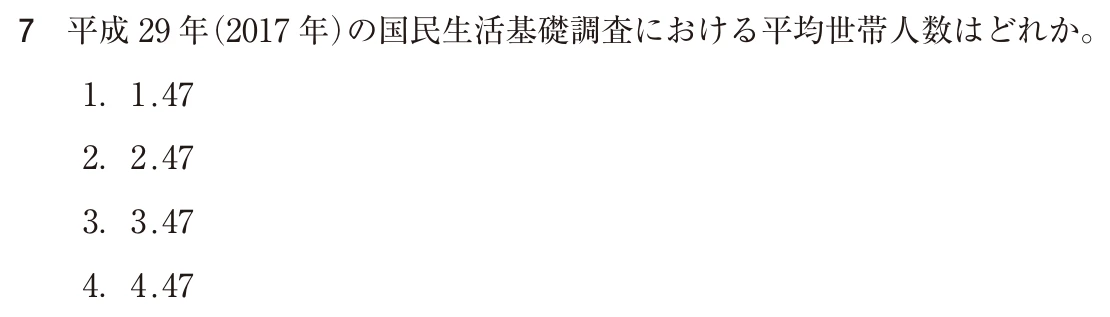 7 平成 29 年(2017 年)の国民生活基礎調査における平均世帯人数はどれか。
1. 1.47
2. 2.47
3. 3.47
4. 4.47